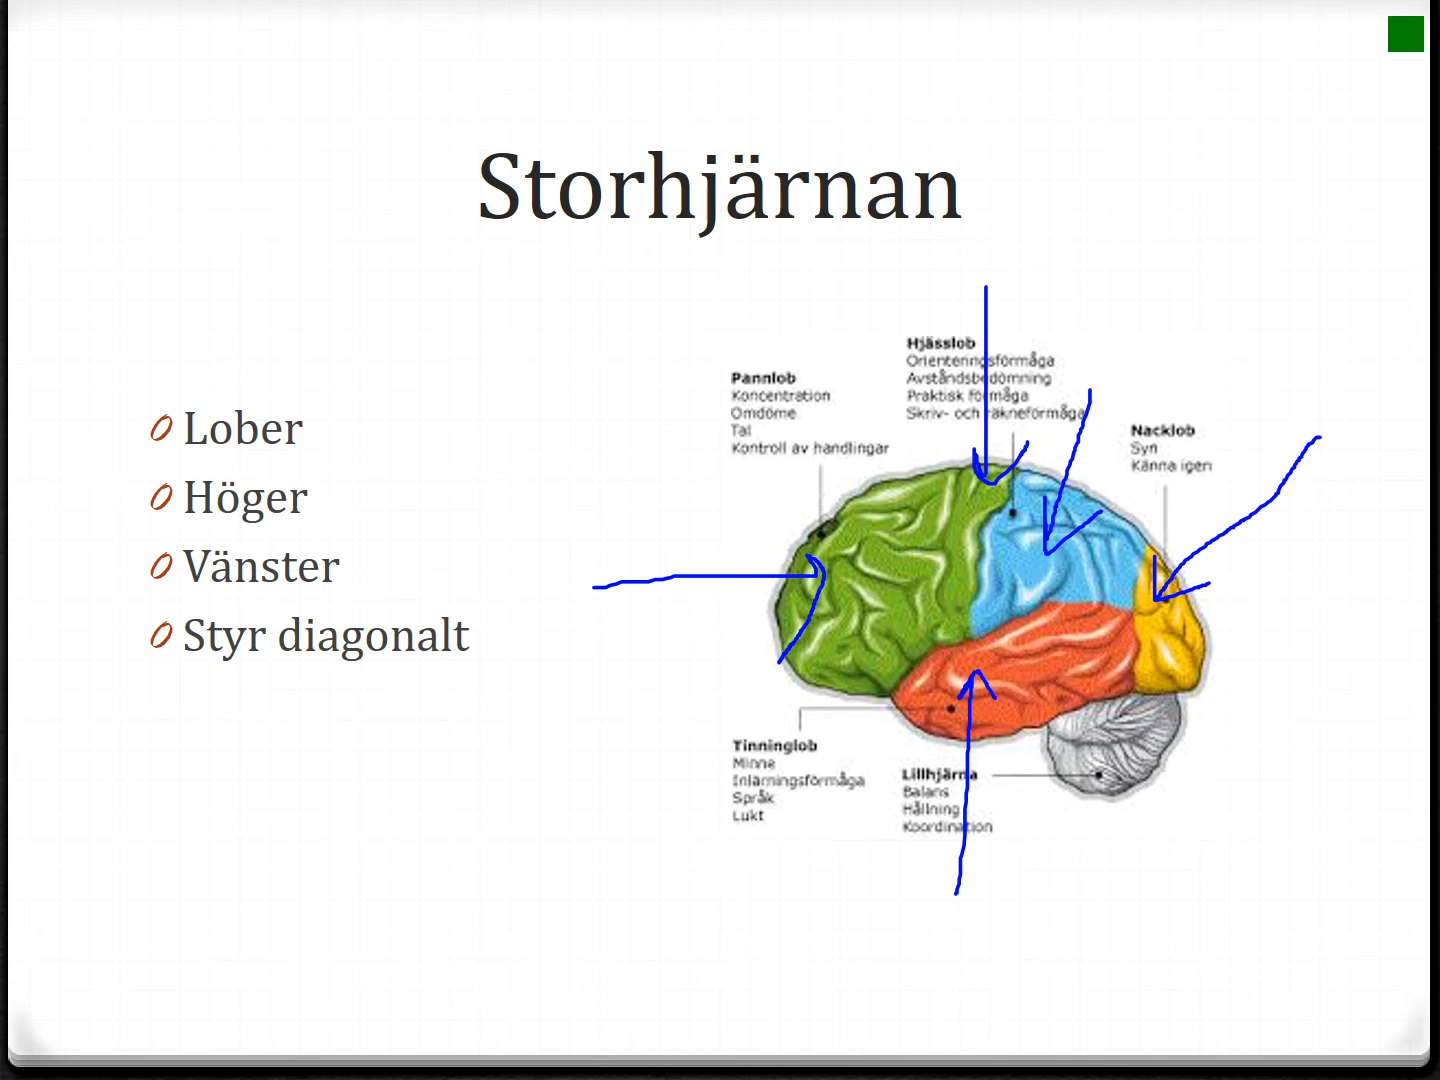 Storhjärnan
Lober
Höger
Vänster
Styr diagonalt
Pannlob
Koncentration
Omdöme
Tal
Kontroll av handlingar
Hjässlob
Orienteringsförmåga
Avståndsbedömning
Praktisk förmåga
Skriv- och räkneförmåga
Nacklob
Syn
Känna igen
Tinninglob
Minne
Inlärningsförmåga
Språk
Lukt
Lillhjärna
Balans
Hållning
Koordination